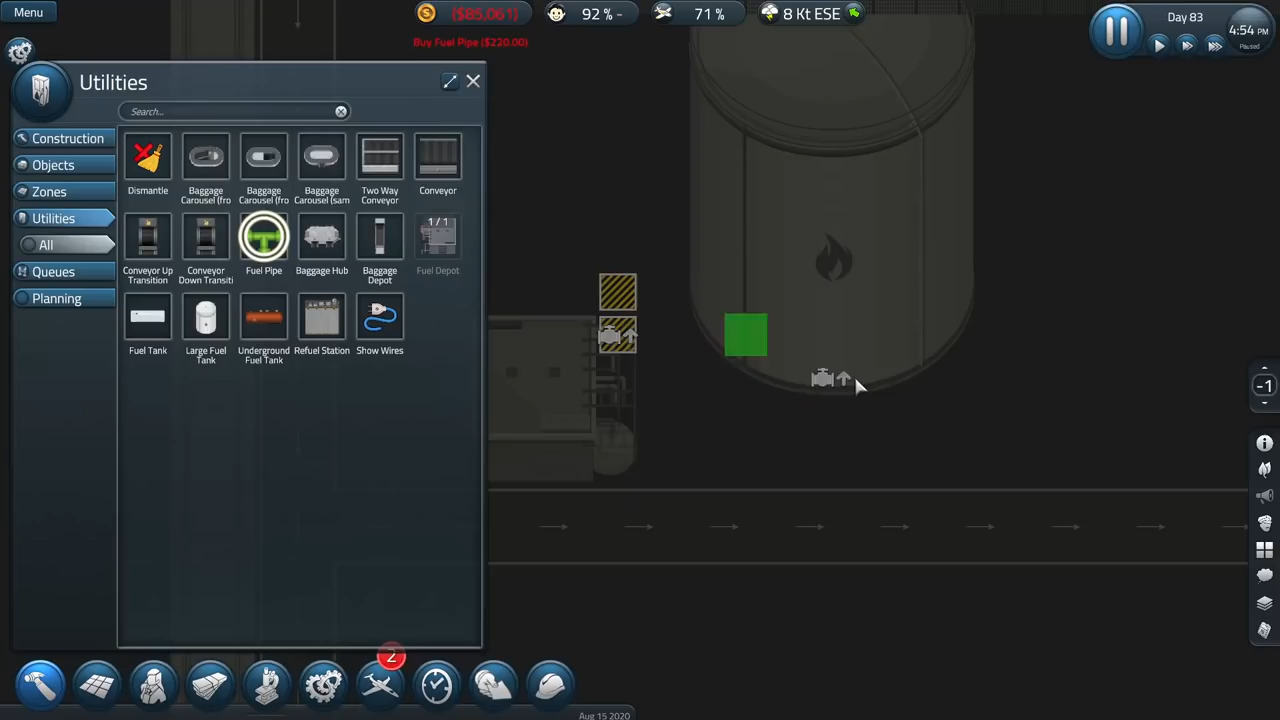 Menu
($85,061)
92 % -
71 %
8 Kt ESE
Buy Fuel Pipe ($220.00)
Day 83
4:54 PM
Paused
Utilities
Search...
Construction
Objects
Zones
Utilities
All
Queues
Planning
Dismantle
Baggage Carousel (fro
Baggage Carousel (fro
Baggage Carousel (sam
Two Way Conveyor
Conveyor
Conveyor Up Transition
Conveyor Down Transiti
Fuel Pipe
Baggage Hub
Baggage Depot
1/1
Fuel Depot
Fuel Tank
Large Fuel Tank
Underground Fuel Tank
Refuel Station
Show Wires
-1
2
Aug 15 2020